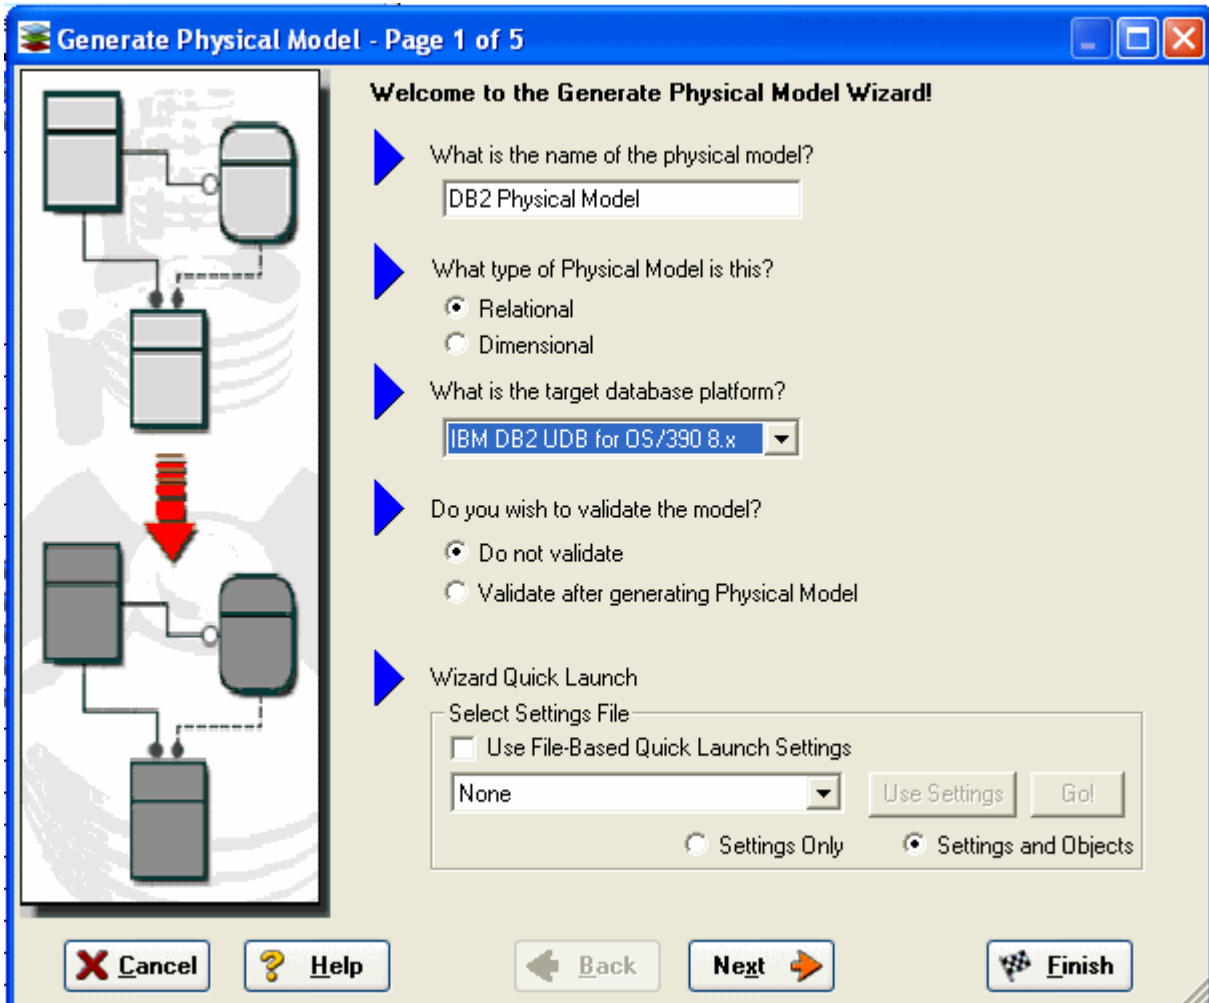 Generate Physical Model - Page 1 of 5
Welcome to the Generate Physical Model Wizard!
What is the name of the physical model?
DB2 Physical Model
What type of Physical Model is this?
Relational
Dimensional
What is the target database platform?
IBM DB2 UDB for OS/390 8.x
Do you wish to validate the model?
Do not validate
Validate after generating Physical Model
Wizard Quick Launch
Select Settings File
Use File-Based Quick Launch Settings
None Use Settings Go!
Settings Only Settings and Objects
Cancel Help Back Next Finish